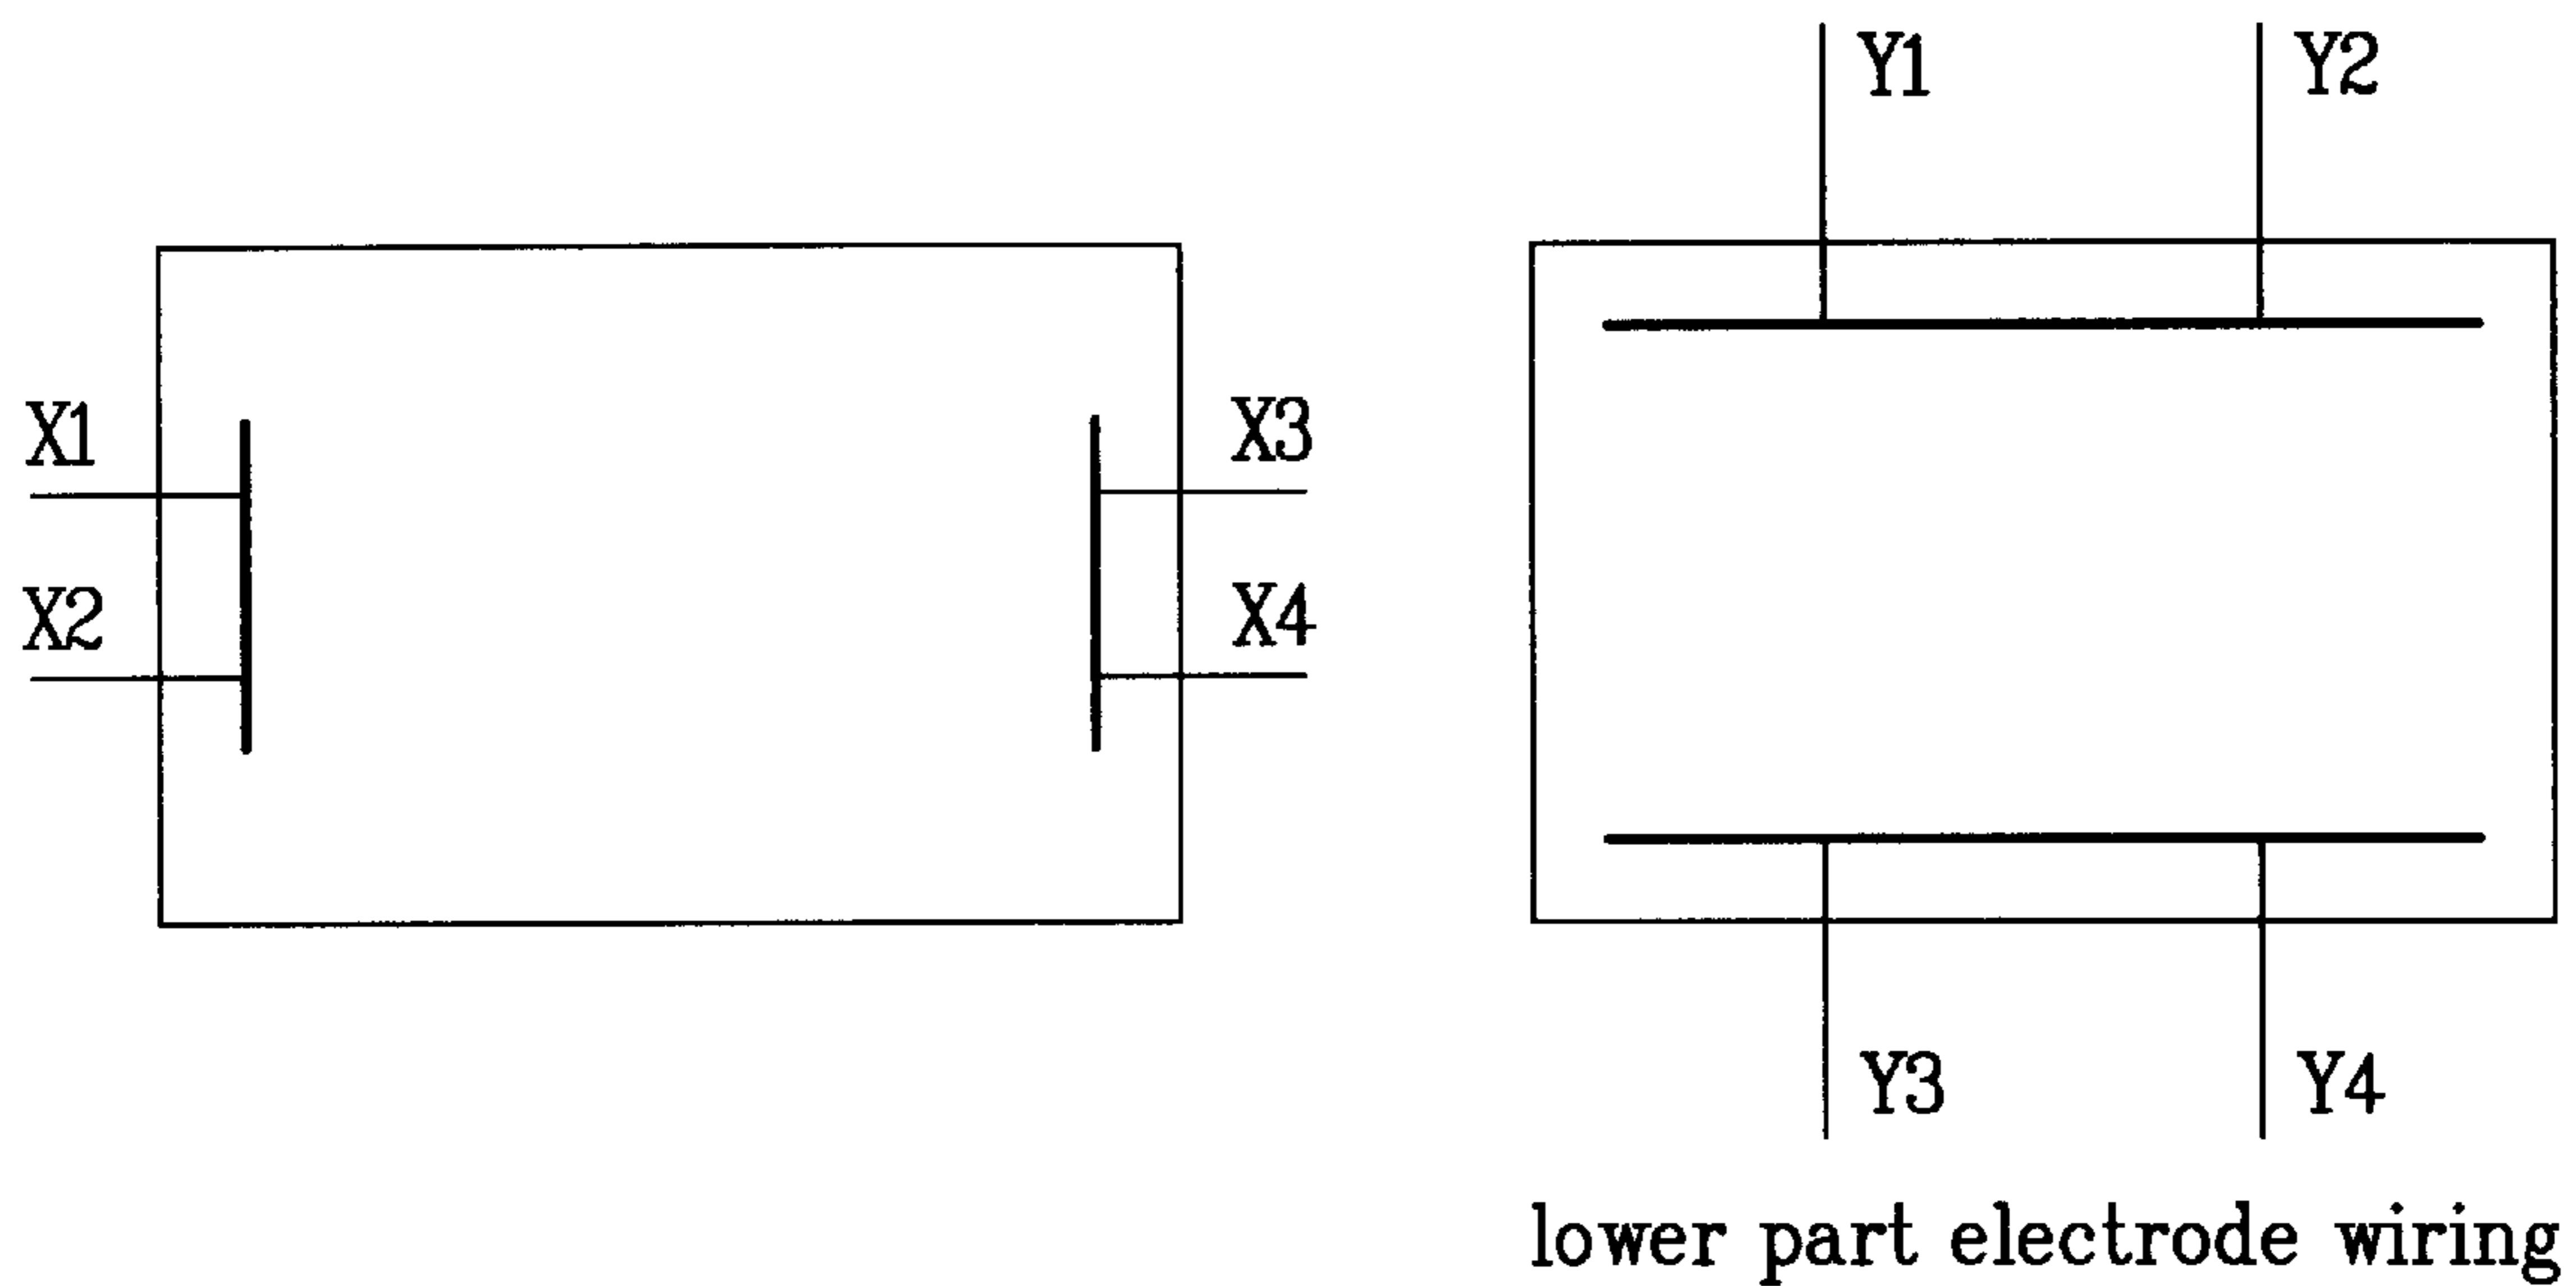 Y1 Y2
X1 X3
X2 X4
Y3 Y4
lower part electrode wiring